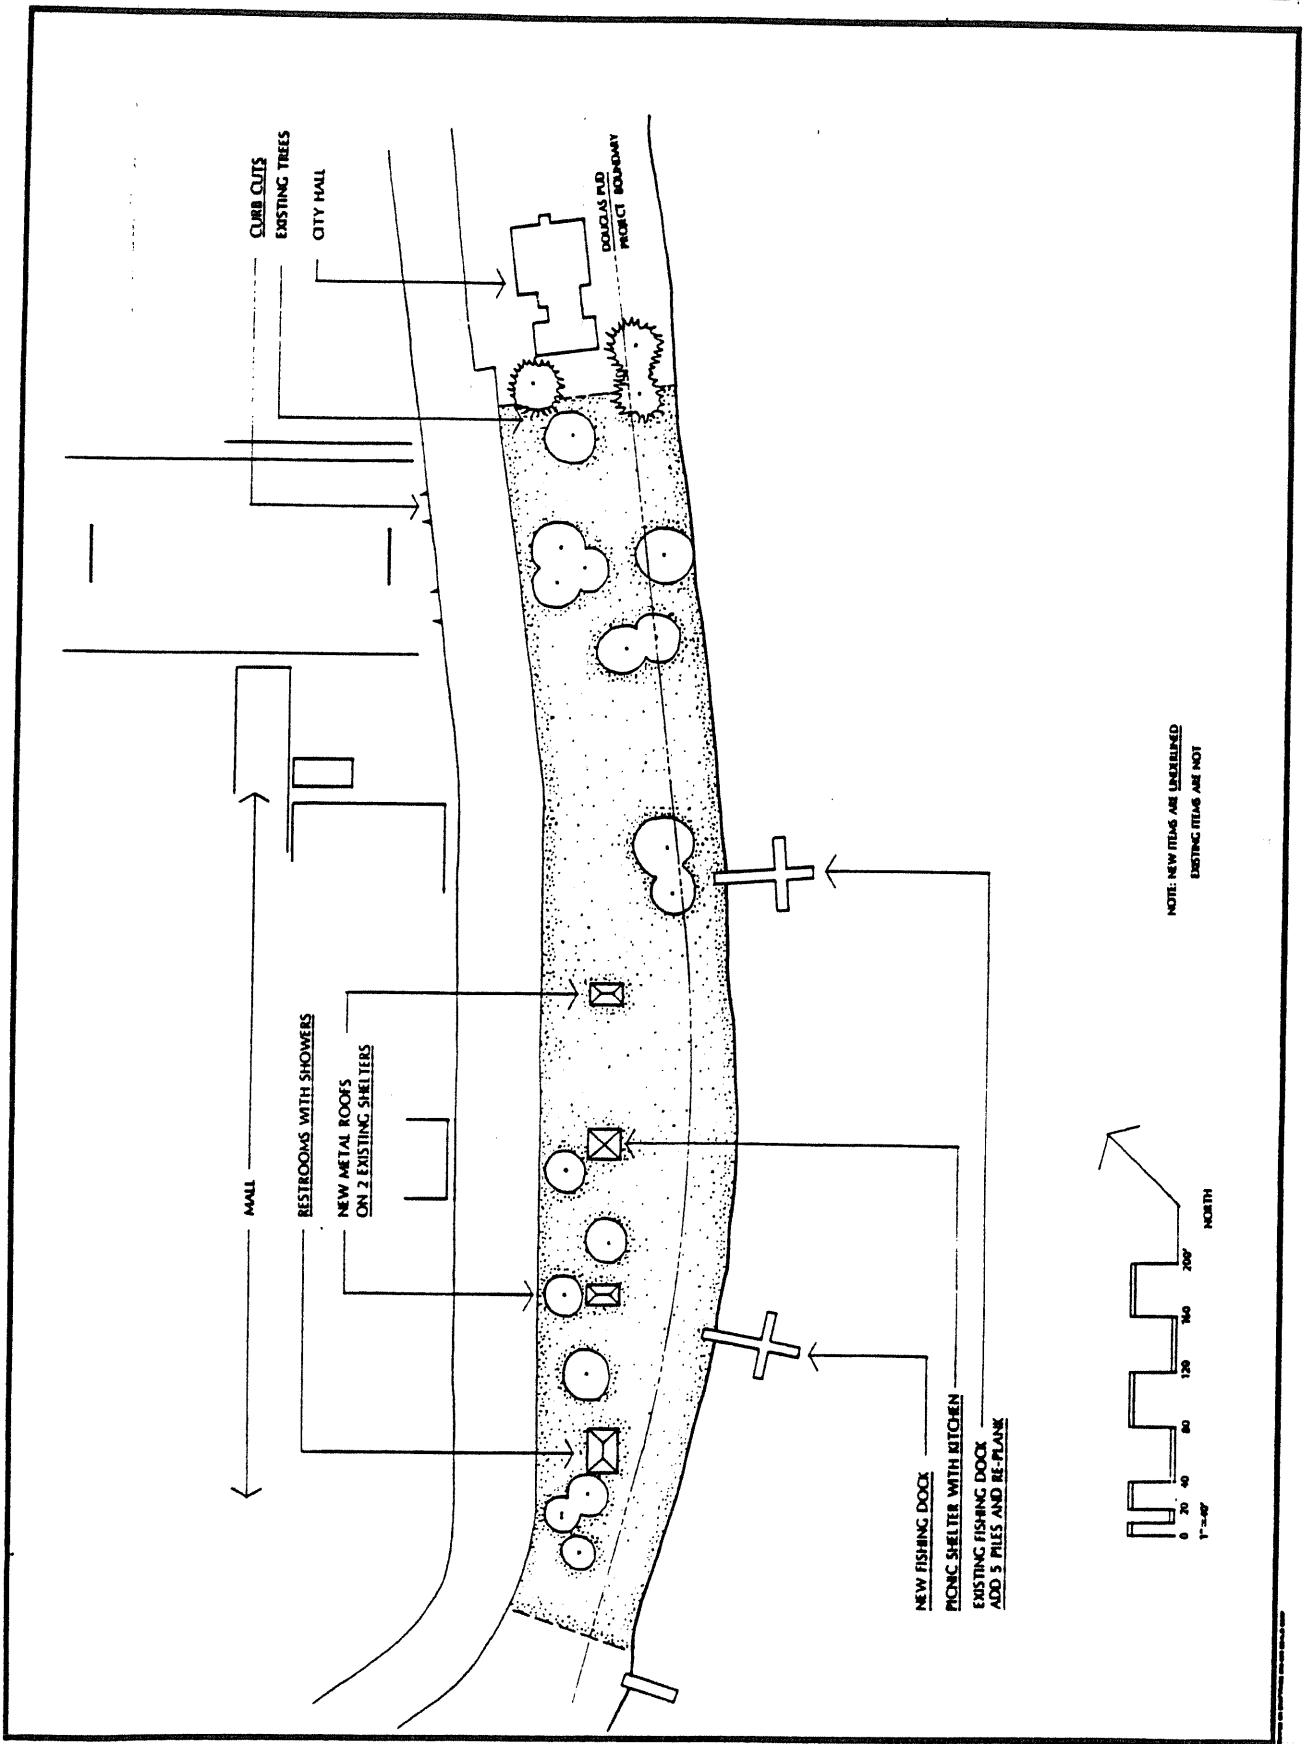 CURB CUTS
EXISTING TREES
CITY HALL
DOUGLAS PUD
PROJECT BOUNDARY
MALL
RESTROOMS WITH SHOWERS
NEW METAL ROOFS
ON 2 EXISTING SHELTERS
NEW FISHING DOCK
PICNIC SHELTER WITH KITCHEN
EXISTING FISHING DOCK
ADD 5 PILES AND RE-PLANK
NOTE: NEW ITEMS ARE UNDERLINED
EXISTING ITEMS ARE NOT
0 20 40 80 120 160 200'
1"=40'
NORTH